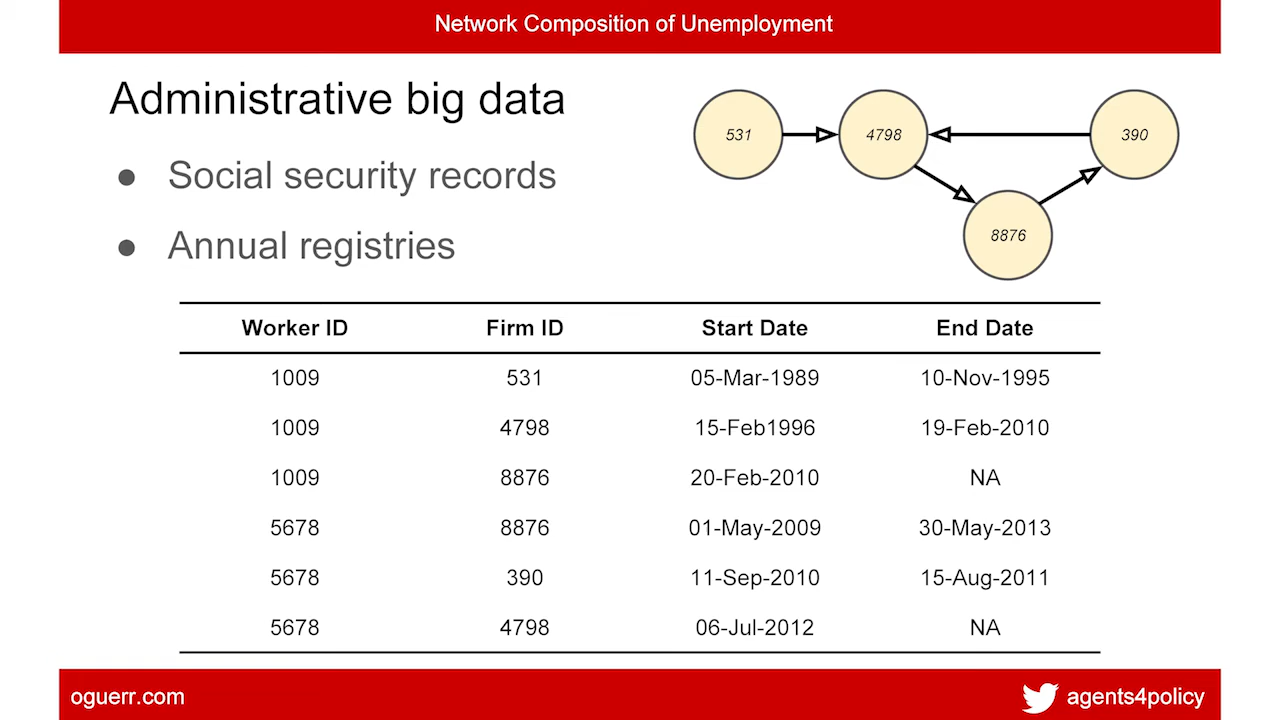 Network Composition of Unemployment
Administrative big data
● Social security records
● Annual registries
531
4798
390
8876
Worker ID Firm ID Start Date End Date
1009 531 05-Mar-1989 10-Nov-1995
1009 4798 15-Feb1996 19-Feb-2010
1009 8876 20-Feb-2010 NA
5678 8876 01-May-2009 30-May-2013
5678 390 11-Sep-2010 15-Aug-2011
5678 4798 06-Jul-2012 NA
oguerr.com
agents4policy